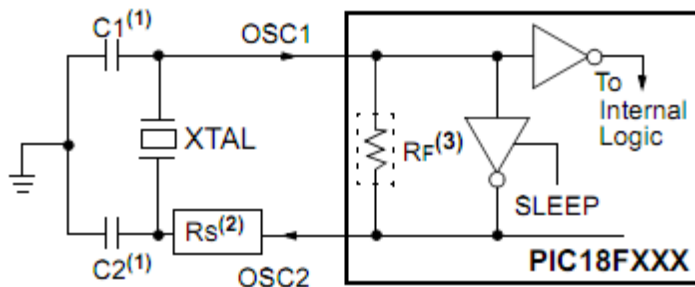 C1(1)
OSC1
To
Internal
Logic
XTAL
RF(3)
SLEEP
RS(2)
C2(1)
OSC2
PIC18FXXX